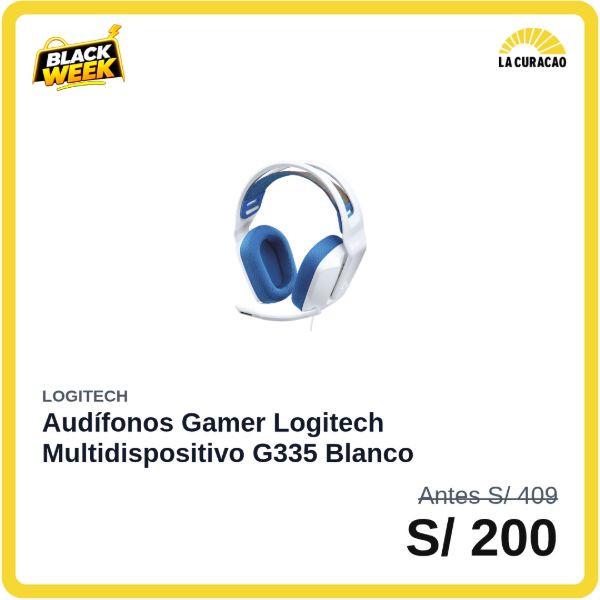 BLACK
WEEK
LA CURACAO
LOGITECH
Audífonos Gamer Logitech
Multidispositivo G335 Blanco
Antes S/ 409
S/ 200